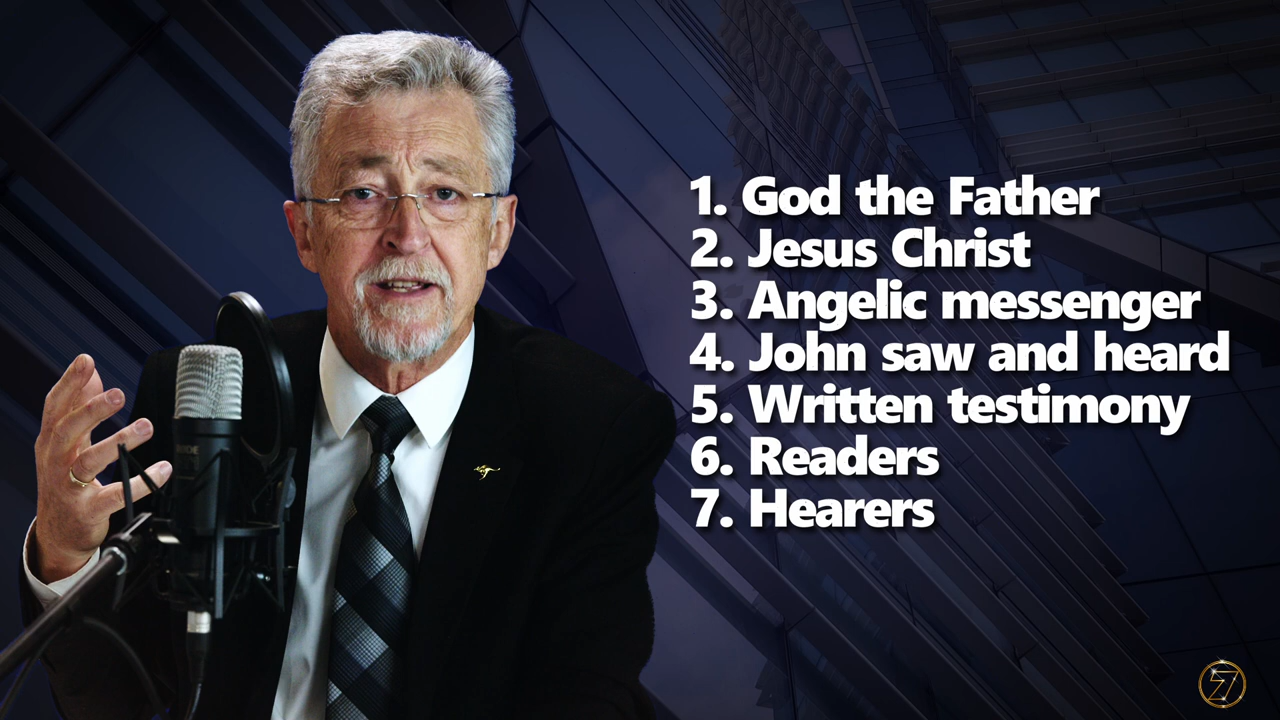 1. God the Father
2. Jesus Christ
3. Angelic messenger
4. John saw and heard
5. Written testimony
6. Readers
7. Hearers